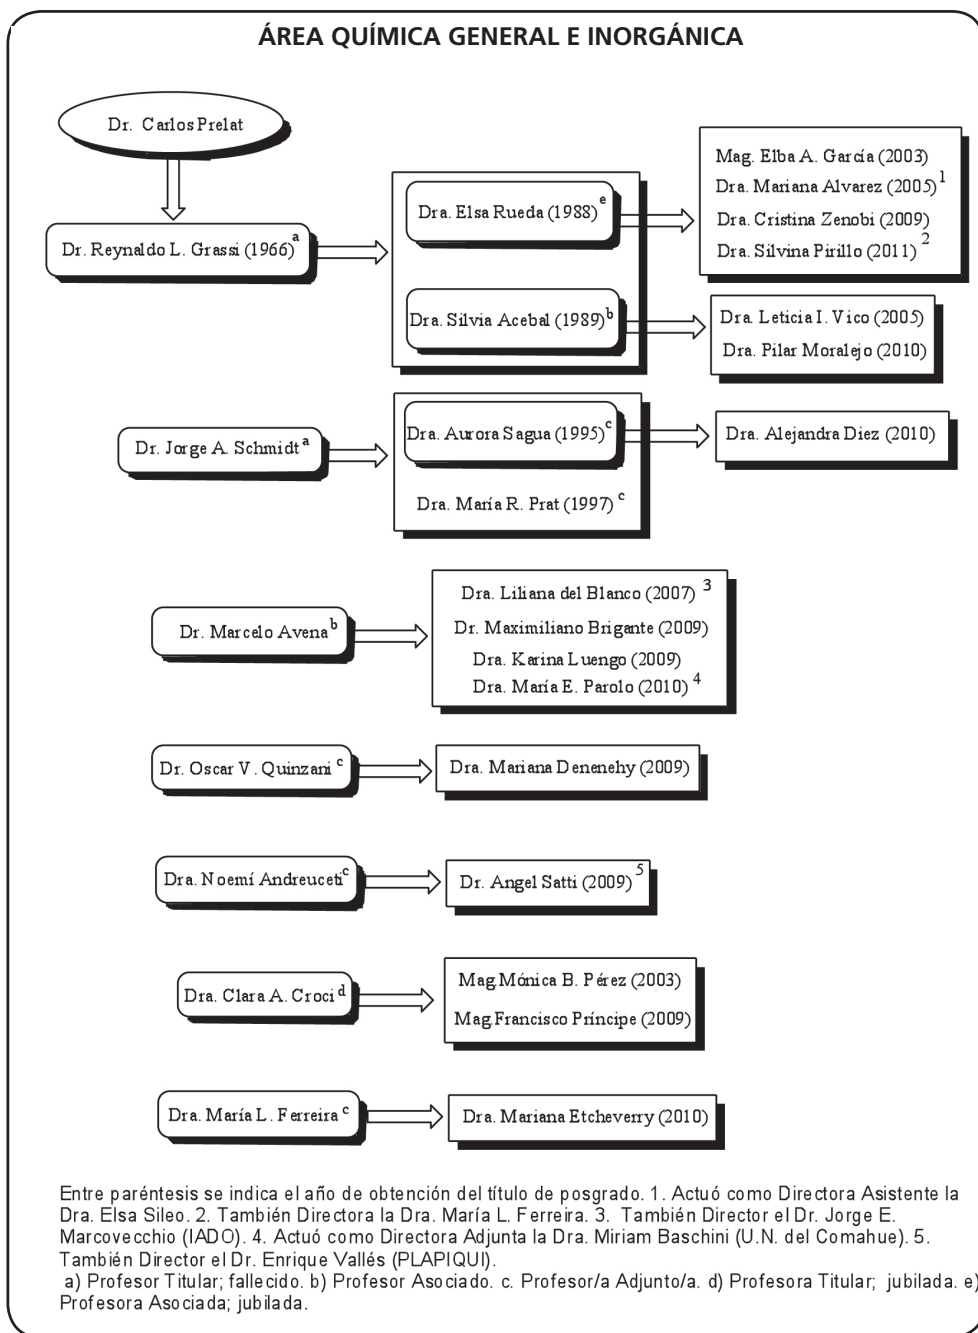 ÁREA QUÍMICA GENERAL E INORGÁNICA
Dr. Carlos Prelat
Dr. Reynaldo L. Grassi (1966) a
Dra. Elsa Rueda (1988) e
Mag. Elba A. García (2003)
Dra. Mariana Alvarez (2005) 1
Dra. Cristina Zenobi (2009)
Dra. Silvina Pirillo (2011) 2
Dra. Silvia Acebal (1989) b
Dra. Leticia I. Vico (2005)
Dra. Pilar Moralejo (2010)
Dr. Jorge A. Schmidt a
Dra. Aurora Sagua (1995) c
Dra. María R. Prat (1997) c
Dra. Alejandra Diez (2010)
Dr. Marcelo Avena b
Dra. Liliana del Blanco (2007) 3
Dr. Maximiliano Brigante (2009)
Dra. Karina Luengo (2009)
Dra. María E. Parolo (2010) 4
Dr. Oscar V. Quinzani c
Dra. Mariana Denenehy (2009)
Dra. Noemí Andreuceti c
Dr. Angel Satti (2009) 5
Dra. Clara A. Croci d
Mag.Mónica B. Pérez (2003)
Mag.Francisco Príncipe (2009)
Dra. María L. Ferreira c
Dra. Mariana Etcheverry (2010)
Entre paréntesis se indica el año de obtención del título de posgrado. 1. Actuó como Directora Asistente la
Dra. Elsa Sileo. 2. También Directora la Dra. María L. Ferreira. 3. También Director el Dr. Jorge E.
Marcovecchio (IADO). 4. Actuó como Directora Adjunta la Dra. Miriam Baschini (U.N. del Comahue). 5.
También Director el Dr. Enrique Vallés (PLAPIQUI).
a) Profesor Titular; fallecido. b) Profesor Asociado. c. Profesor/a Adjunto/a. d) Profesora Titular; jubilada. e)
Profesora Asociada; jubilada.